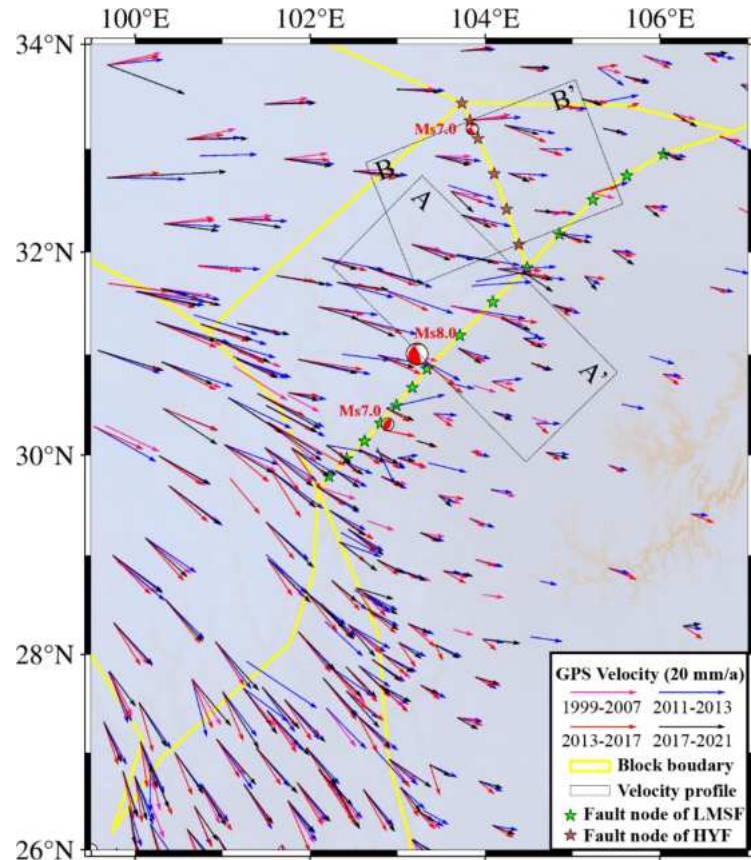 100°E 102°E 104°E 106°E
34°N
B'
Ms7.0
B
A
32°N
Ms8.0
A'
Ms7.0
30°N
28°N
GPS Velocity (20 mm/a)
1999-2007 2011-2013
2013-2017 2017-2021
Block boudary
Velocity profile
Fault node of LMSF
Fault node of HYF
26°N